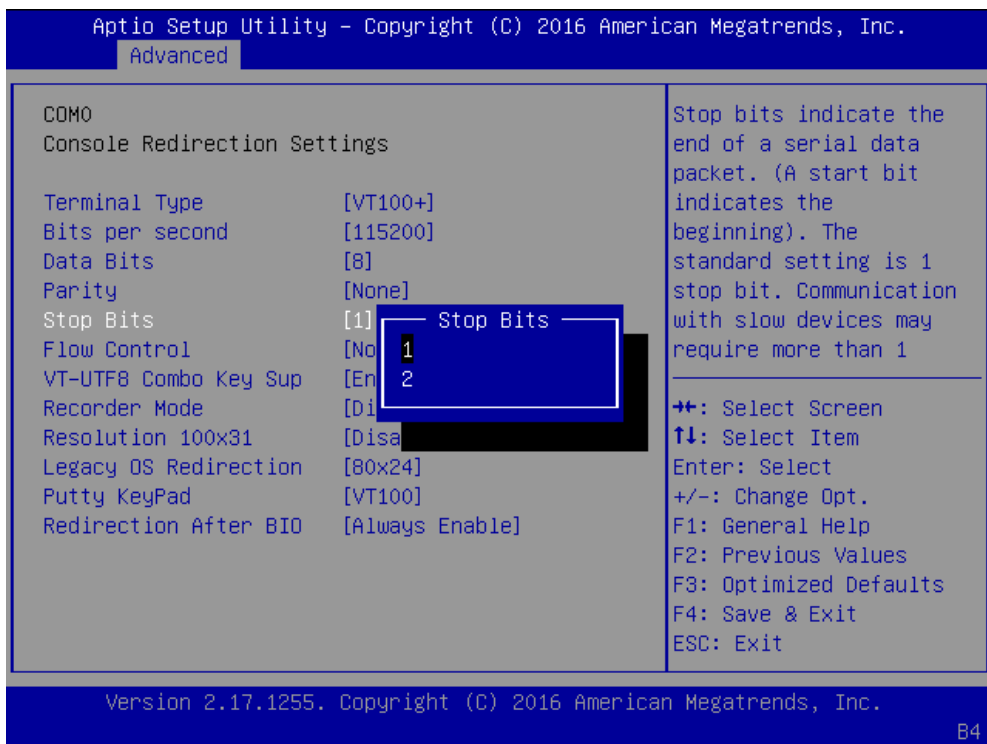 Aptio Setup Utility – Copyright (C) 2016 American Megatrends, Inc.
Advanced
COM0
Console Redirection Settings
Terminal Type [VT100+]
Bits per second [115200]
Data Bits [8]
Parity [None]
Stop Bits [1]
Flow Control [No
VT-UTF8 Combo Key Sup [En
Recorder Mode [Di
Resolution 100x31 [Disa
Legacy OS Redirection [80x24]
Putty KeyPad [VT100]
Redirection After BIO [Always Enable]
Stop Bits
1
2
Stop bits indicate the
end of a serial data
packet. (A start bit
indicates the
beginning). The
standard setting is 1
stop bit. Communication
with slow devices may
require more than 1
→←: Select Screen
↑↓: Select Item
Enter: Select
+/-: Change Opt.
F1: General Help
F2: Previous Values
F3: Optimized Defaults
F4: Save & Exit
ESC: Exit
Version 2.17.1255. Copyright (C) 2016 American Megatrends, Inc.
B4